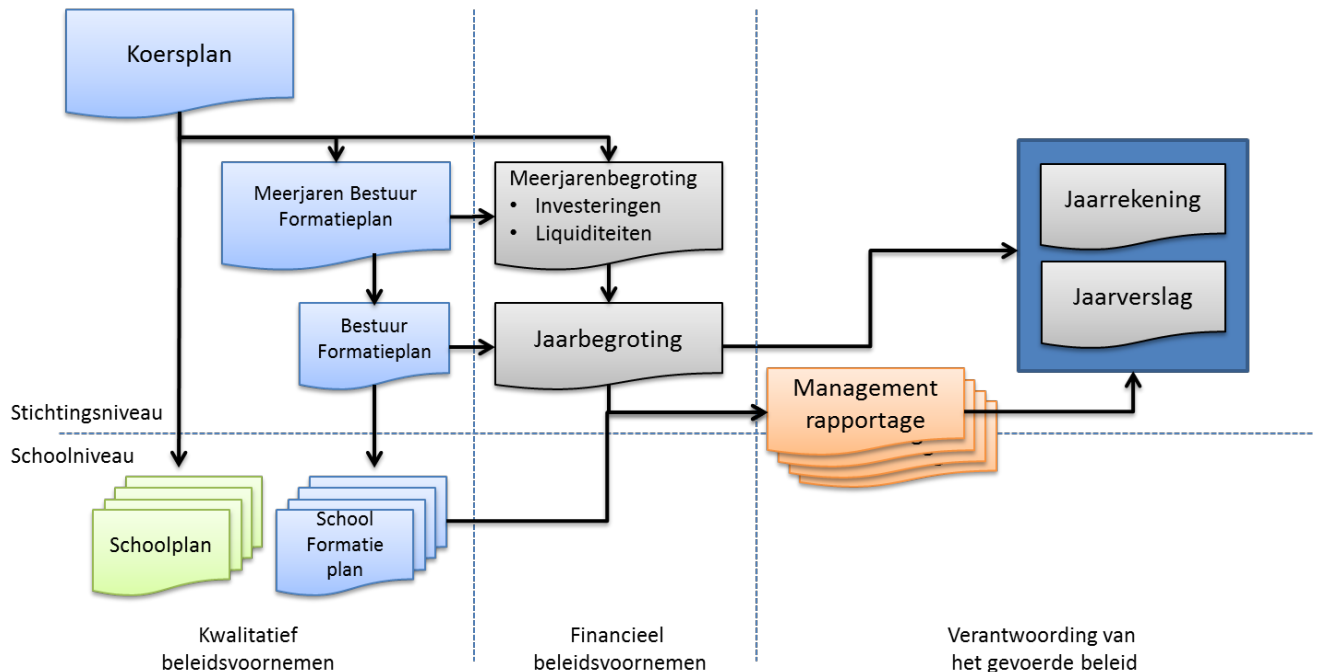 Koersplan
Meerjaren Bestuur
Formatieplan
Meerjarenbegroting
• Investeringen
• Liquiditeiten
Jaarrekening
Jaarverslag
Bestuur
Formatieplan
Jaarbegroting
Management
rapportage
Stichtingsniveau
Schoolniveau
Schoolplan
School
Formatie
plan
Kwalitatief
beleidsvoornemen
Financieel
beleidsvoornemen
Verantwoording van
het gevoerde beleid